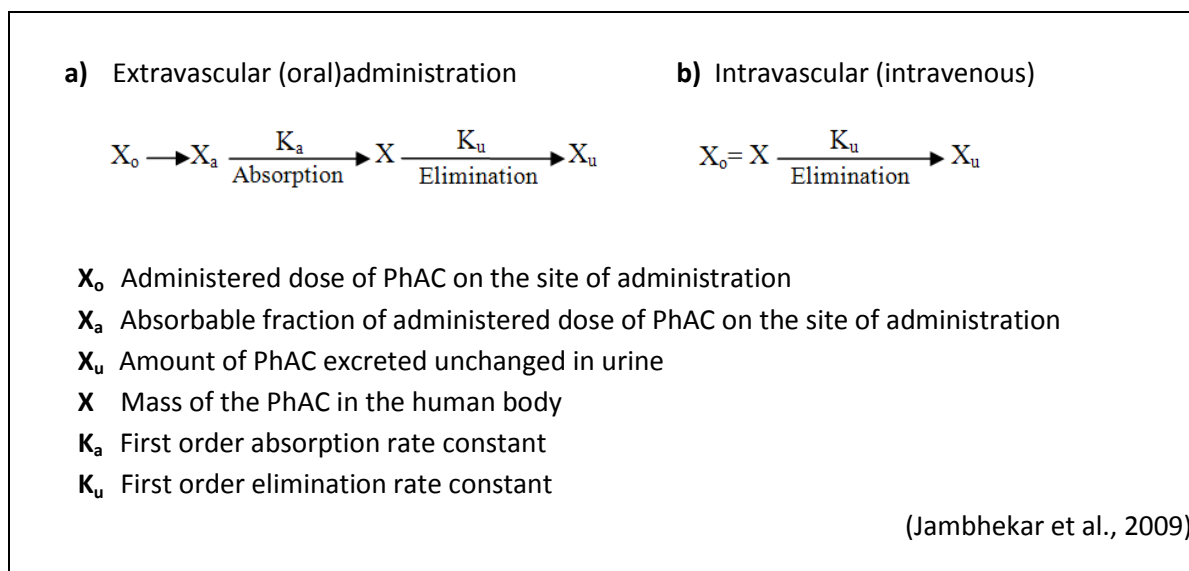 a) Extravascular (oral)administration
b) Intravascular (intravenous)
Xo → Xa Ka Absorption → X Ku Elimination → Xu
Xo= X Ku Elimination → Xu
Xo Administered dose of PhAC on the site of administration
Xa Absorbable fraction of administered dose of PhAC on the site of administration
Xu Amount of PhAC excreted unchanged in urine
X Mass of the PhAC in the human body
Ka First order absorption rate constant
Ku First order elimination rate constant
(Jambhekar et al., 2009)